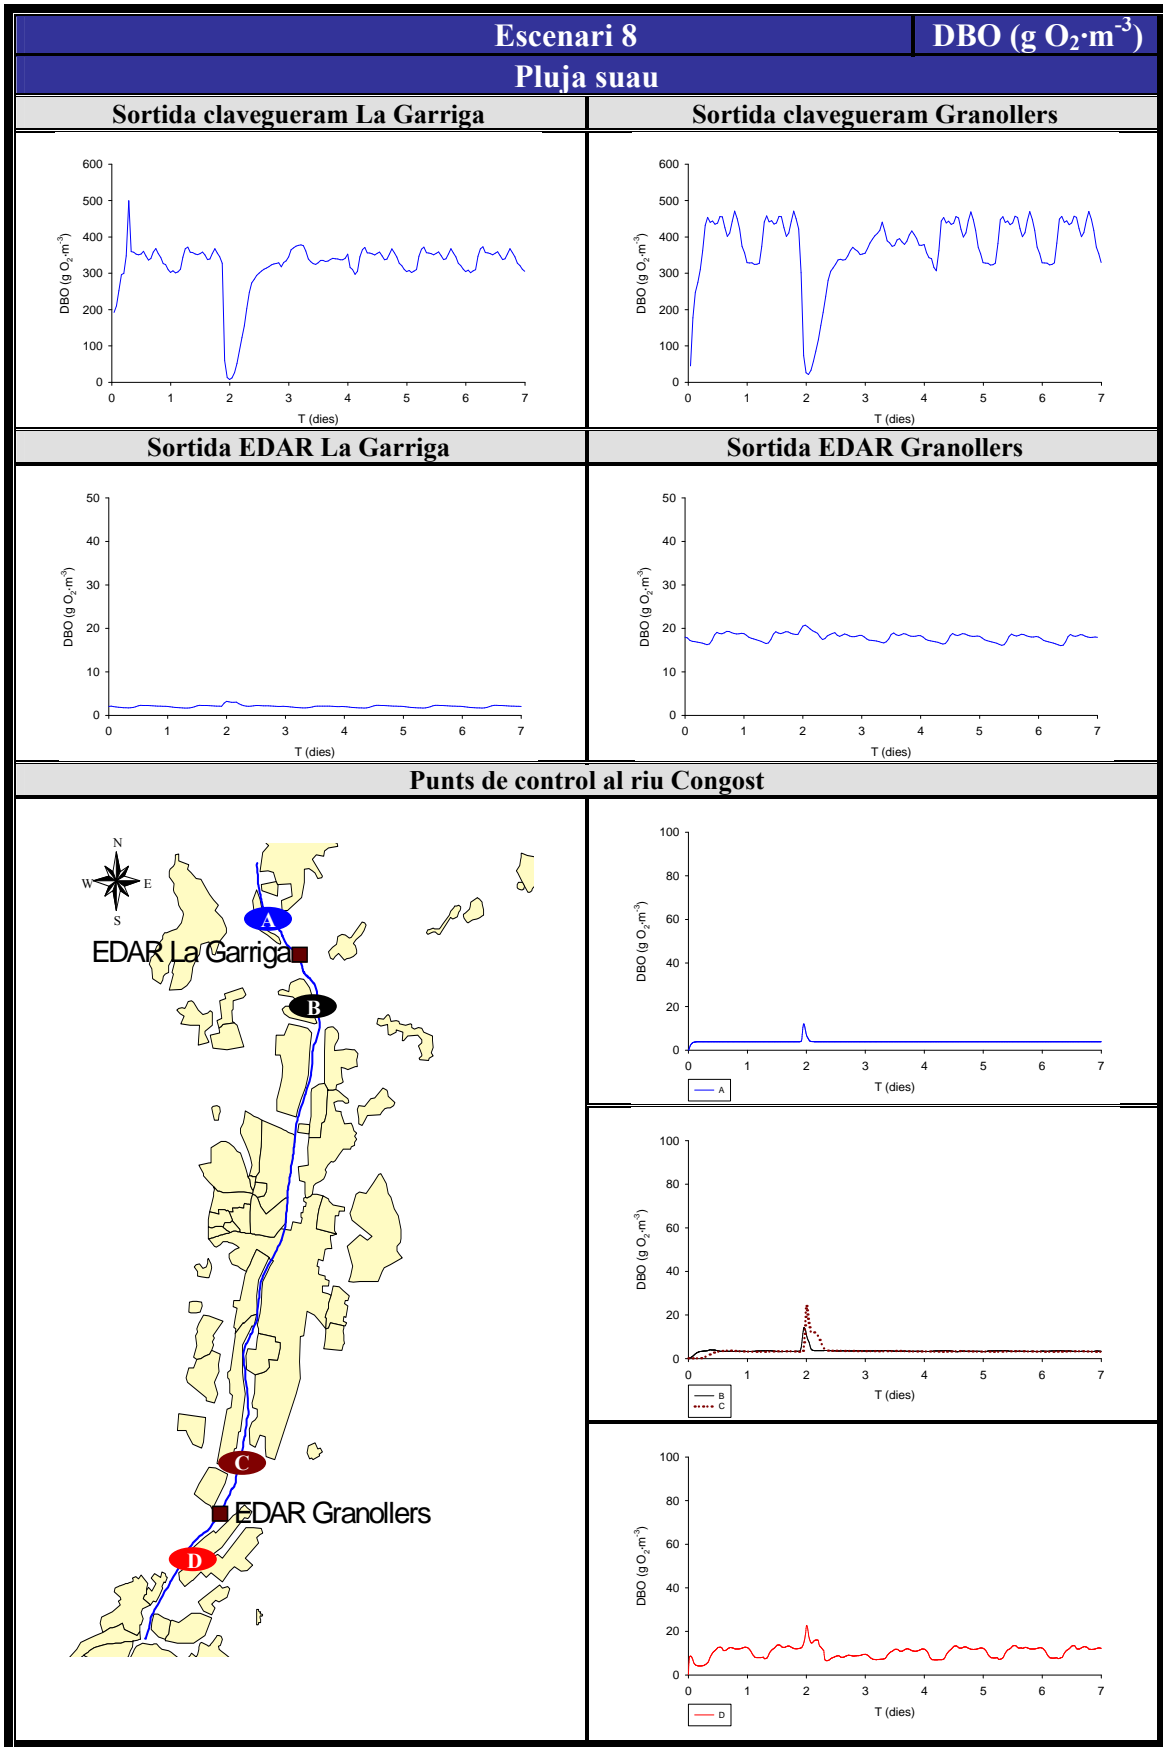 Escenari 8
DBO (g O₂·m⁻³)
Pluja suau
Sortida clavegueram La Garriga
Sortida clavegueram Granollers
600
500
400
300
200
100
0
DBO (g O₂·m⁻³)
0 1 2 3 4 5 6 7
T (dies)
600
500
400
300
200
100
0
DBO (g O₂·m⁻³)
0 1 2 3 4 5 6 7
T (dies)
Sortida EDAR La Garriga
Sortida EDAR Granollers
50
40
30
20
10
0
DBO (g O₂·m⁻³)
0 1 2 3 4 5 6 7
T (dies)
50
40
30
20
10
0
DBO (g O₂·m⁻³)
0 1 2 3 4 5 6 7
T (dies)
Punts de control al riu Congost
N
W E
S
A
EDAR La Garriga
B
C
EDAR Granollers
D
100
80
60
40
20
0
DBO (g O₂·m⁻³)
0 1 2 3 4 5 6 7
T (dies)
A
100
80
60
40
20
0
DBO (g O₂·m⁻³)
0 1 2 3 4 5 6 7
T (dies)
B
C
100
80
60
40
20
0
DBO (g O₂·m⁻³)
0 1 2 3 4 5 6 7
T (dies)
D